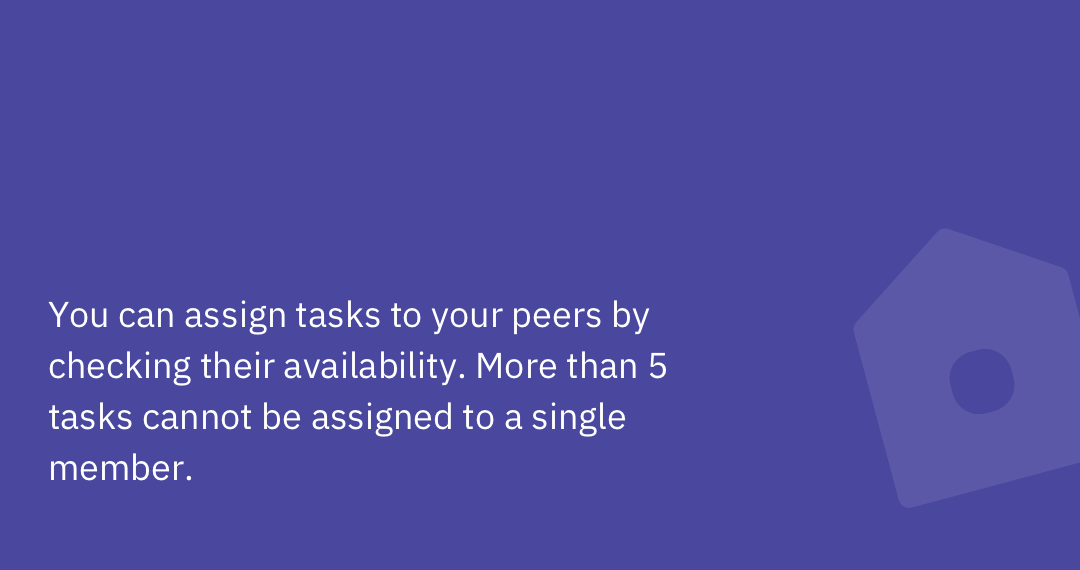 You can assign tasks to your peers by
checking their availability. More than 5
tasks cannot be assigned to a single
member.